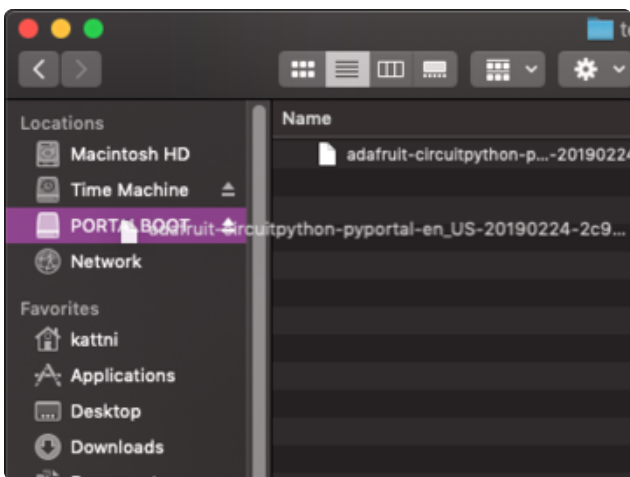 Locations
Macintosh HD
Time Machine
PORTALBOOT
Network
Favorites
kattni
Applications
Desktop
Downloads
Name
adafruit-circuitpython-p...-20190224
adafruit-circuitpython-pyportal-en_US-20190224-2c9...